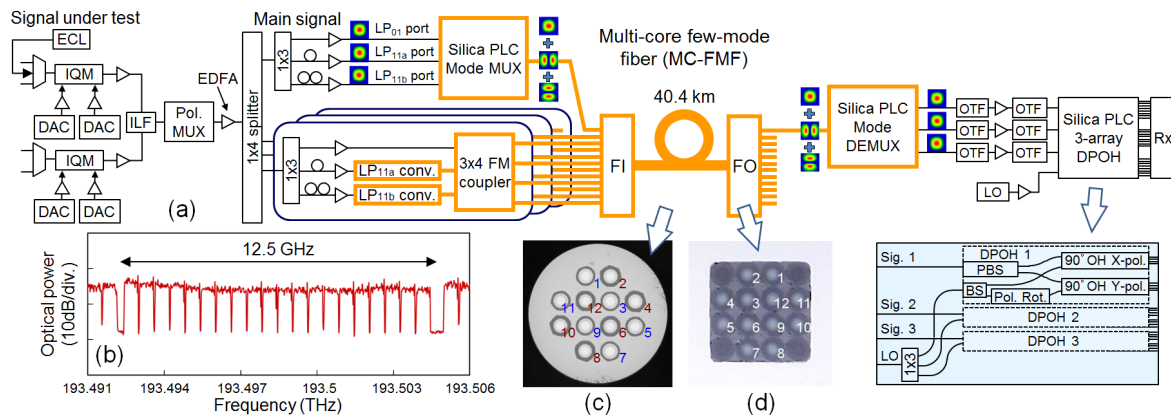 (a)
Signal under test
ECL
IQM
DAC
DAC
IQM
DAC
DAC
ILF
Pol.
MUX
EDFA
1x4 splitter
Main signal
1x3
LP01 port
LP11a port
LP11b port
Silica PLC
Mode MUX
1x3
LP11a conv.
LP11b conv.
3x4 FM
coupler
Multi-core few-mode
fiber (MC-FMF)
40.4 km
FI
FO
Silica PLC
Mode
DEMUX
OTF
OTF
OTF
OTF
OTF
OTF
LO
Silica PLC
3-array
DPOH
Rx
(b)
12.5 GHz
Optical power
(10dB/div.)
193.491
193.494
193.497
193.5
193.503
193.506
Frequency (THz)
1 2
11 12 3 4
10 9 6 5
8 7
(c)
2 1
4 3 12 11
5 6 9 10
7 8
(d)
Sig. 1
DPOH 1
PBS
90° OH X-pol.
BS
90° OH Y-pol.
Pol. Rot.
Sig. 2
DPOH 2
Sig. 3
DPOH 3
LO
1x3